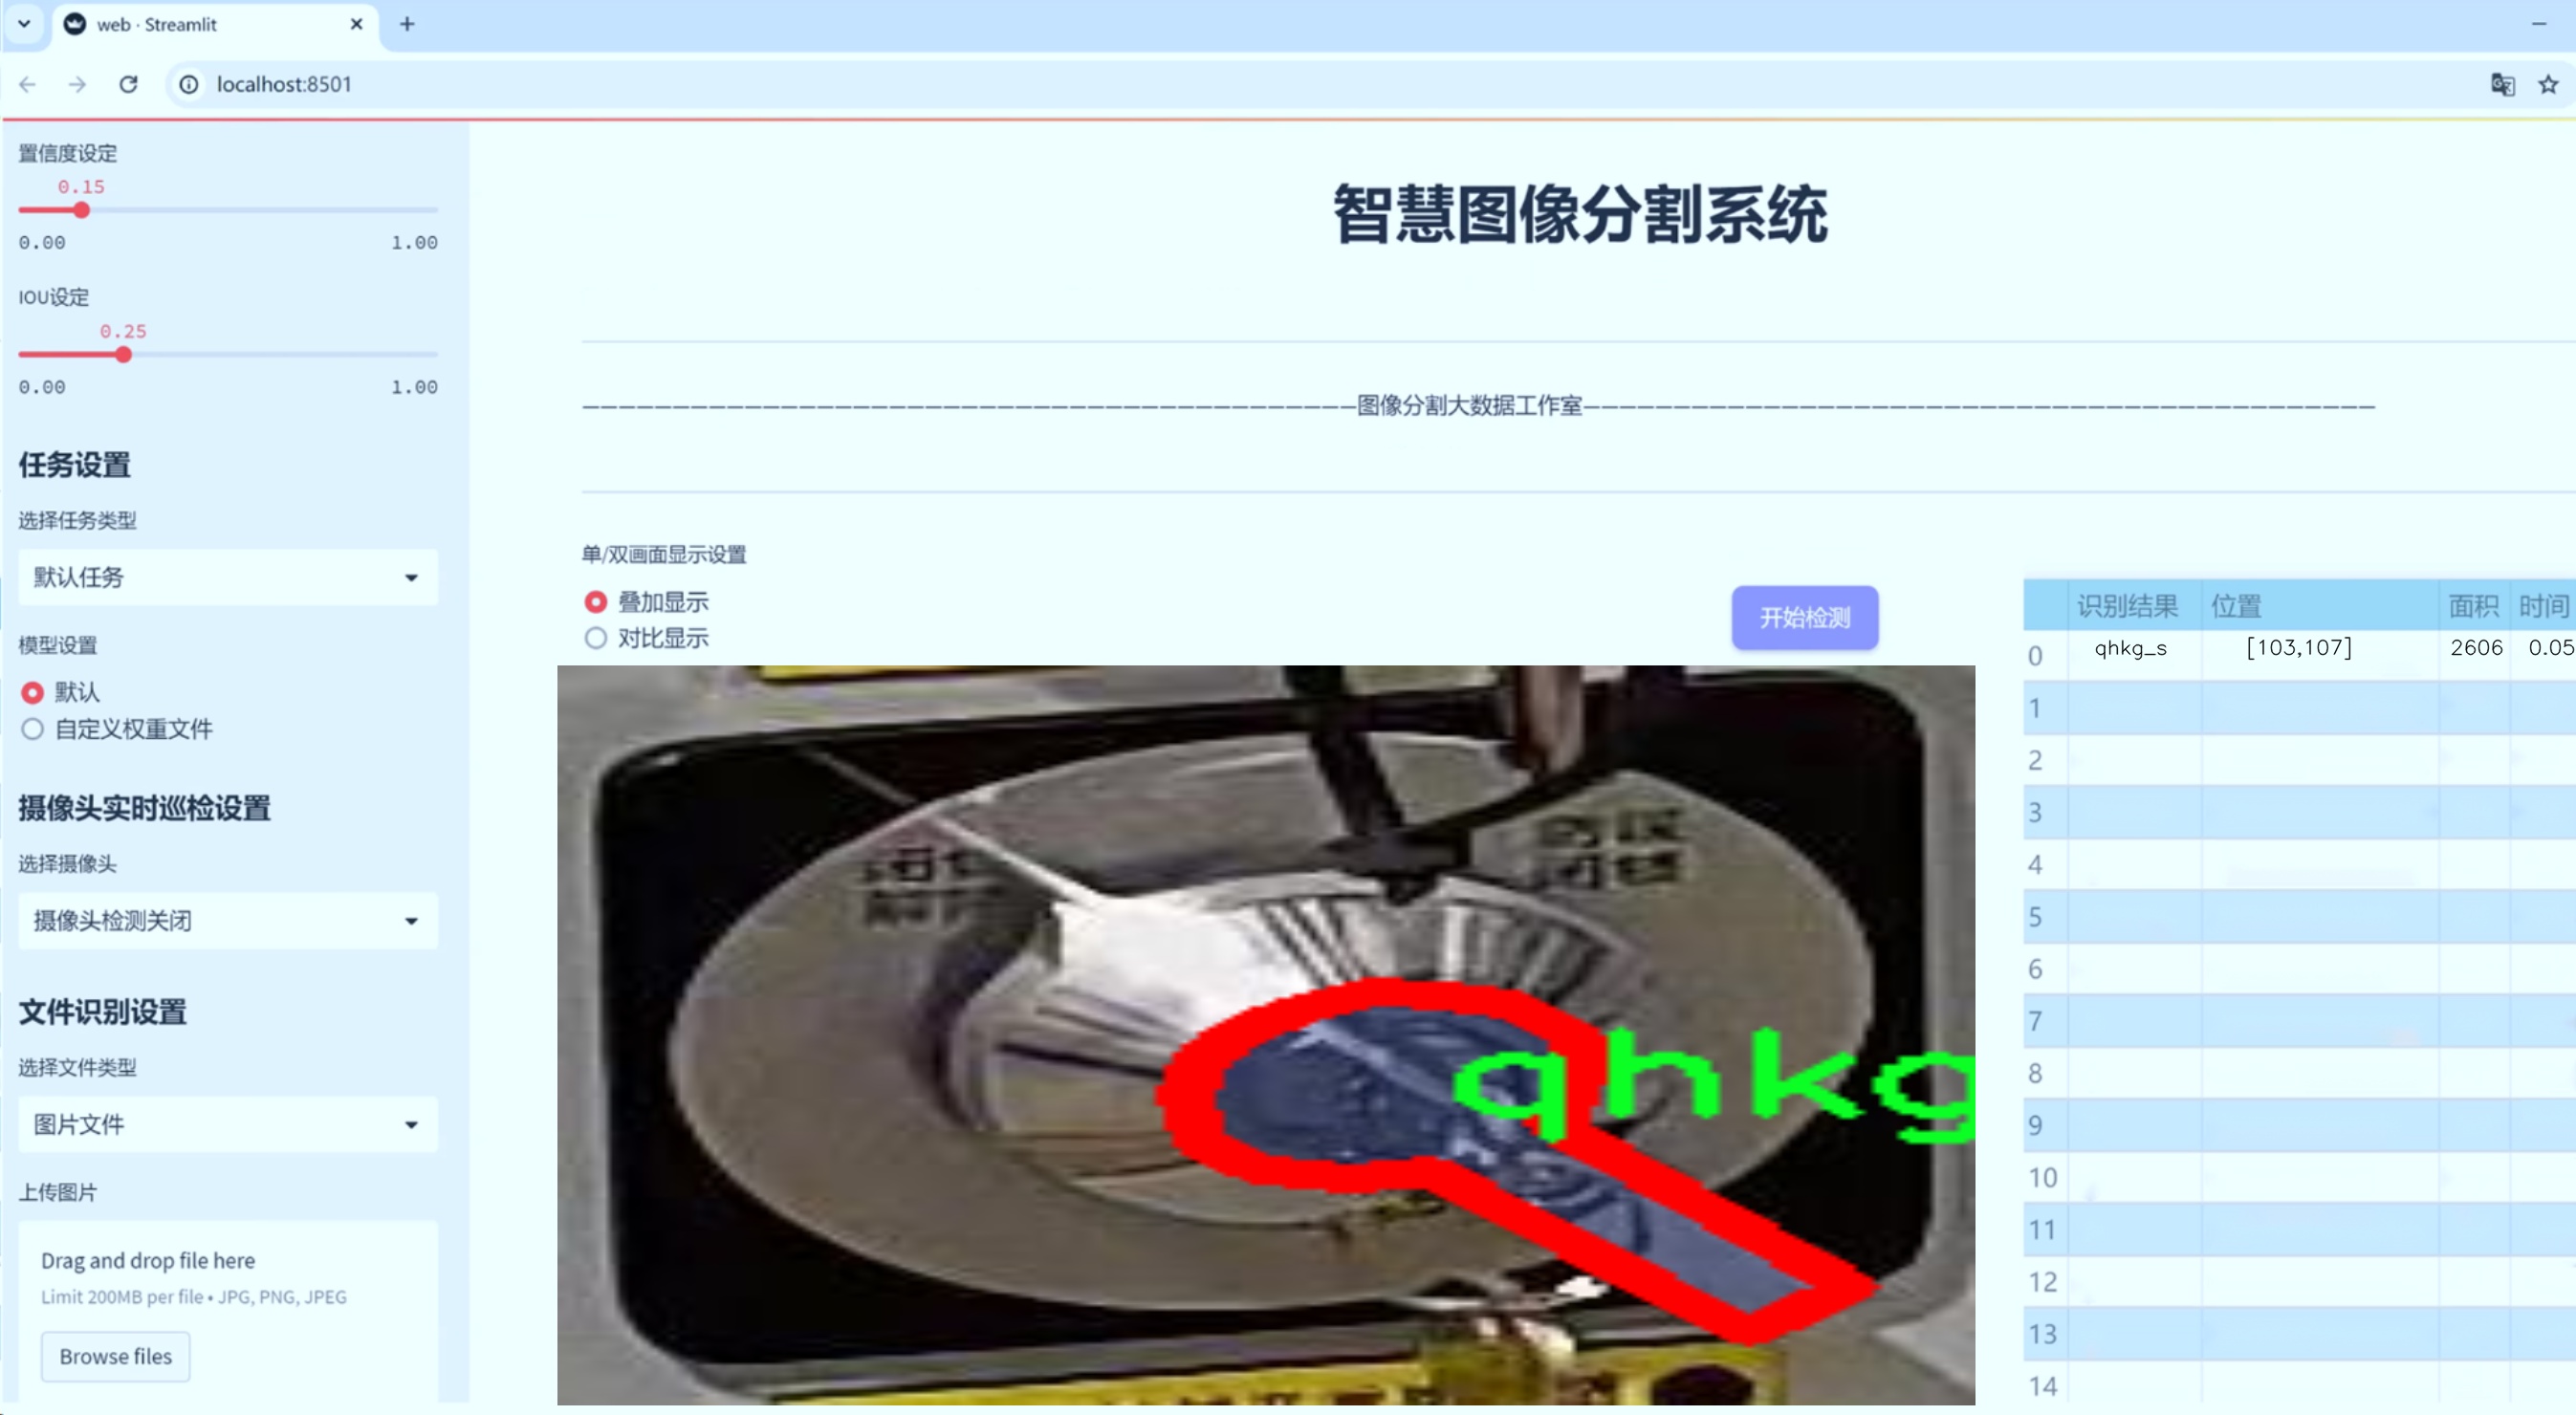 web · Streamlit
localhost:8501
置信度设定
0.15
0.00 1.00
IOU设定
0.25
0.00 1.00
任务设置
选择任务类型
默认任务
模型设置
默认
自定义权重文件
摄像头实时巡检设置
选择摄像头
摄像头检测关闭
文件识别设置
选择文件类型
图片文件
上传图片
Drag and drop file here
Limit 200MB per file • JPG, PNG, JPEG
Browse files
智慧图像分割系统
———————————————————————————————————————————图像分割大数据工作室————————————————————————————————————————————
单/双画面显示设置
叠加显示
对比显示
开始检测
qhkg
识别结果 位置 面积 时间
0 qhkg_s [103,107] 2606 0.05
1
2
3
4
5
6
7
8
9
10
11
12
13
14